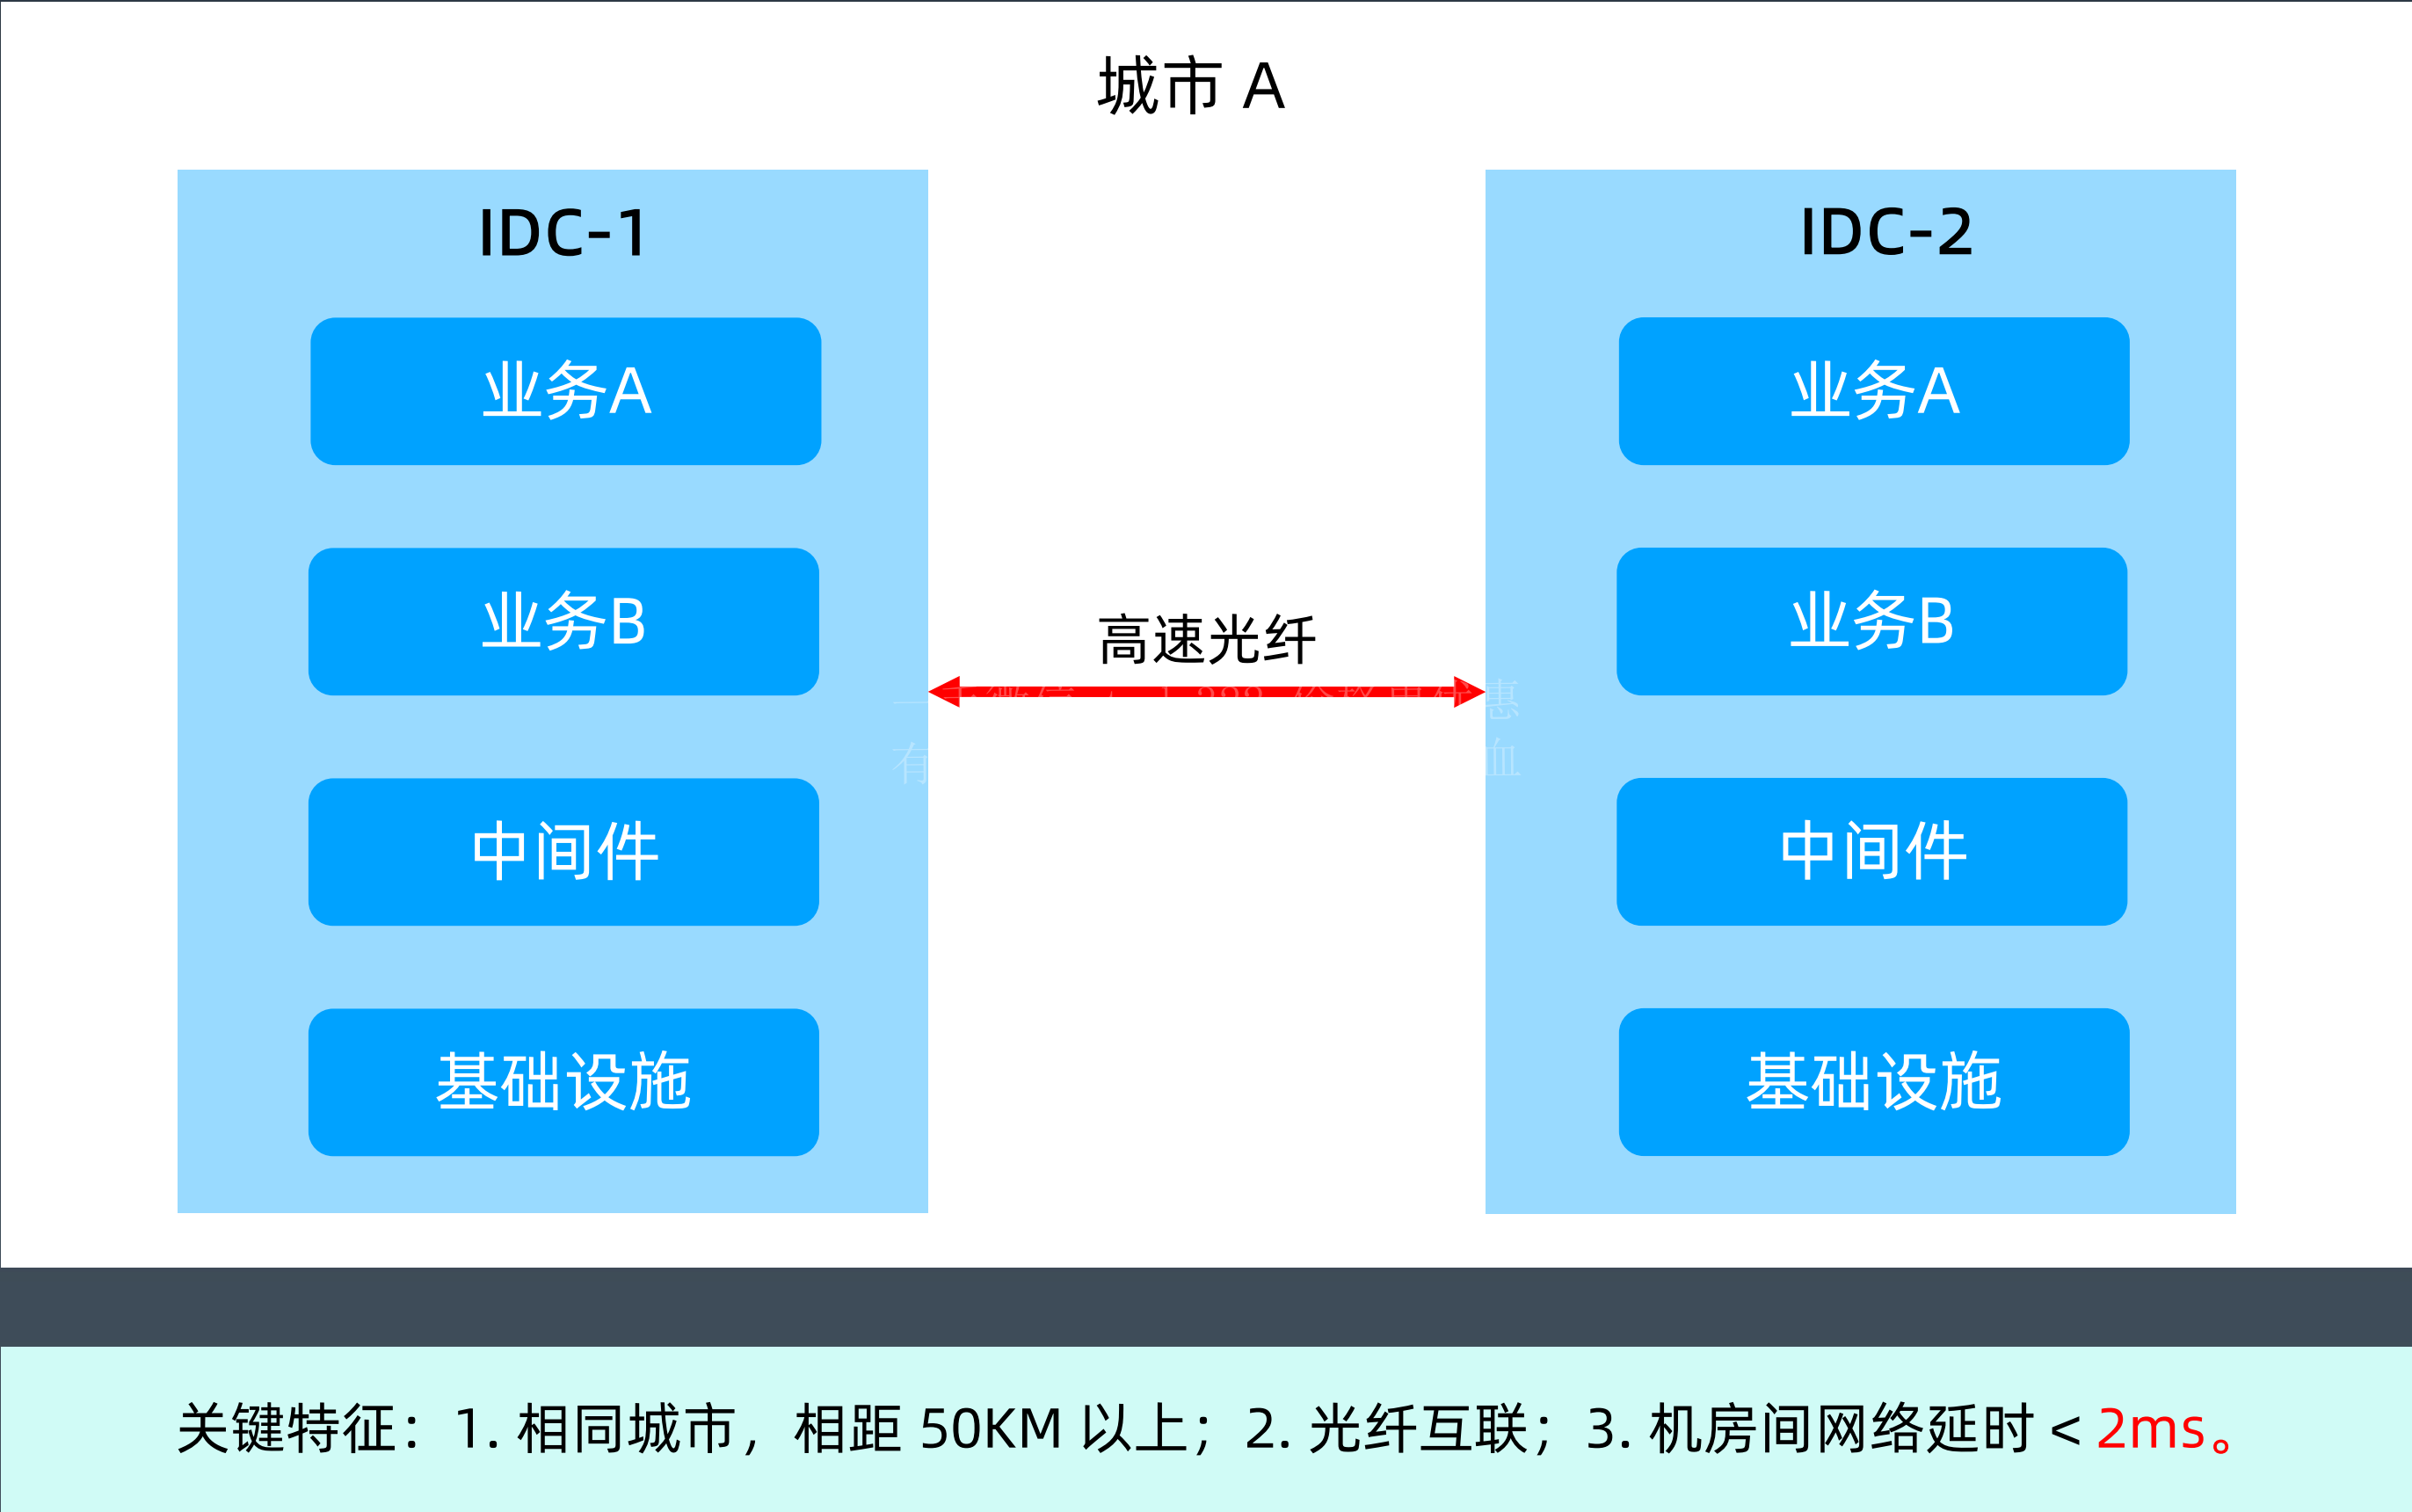 城市 A
IDC-1
业务A
业务B
中间件
基础设施
高速光纤
IDC-2
业务A
业务B
中间件
基础设施
关键特征：1. 相同城市，相距 50KM 以上；2. 光纤互联；3. 机房间网络延时 < 2ms。